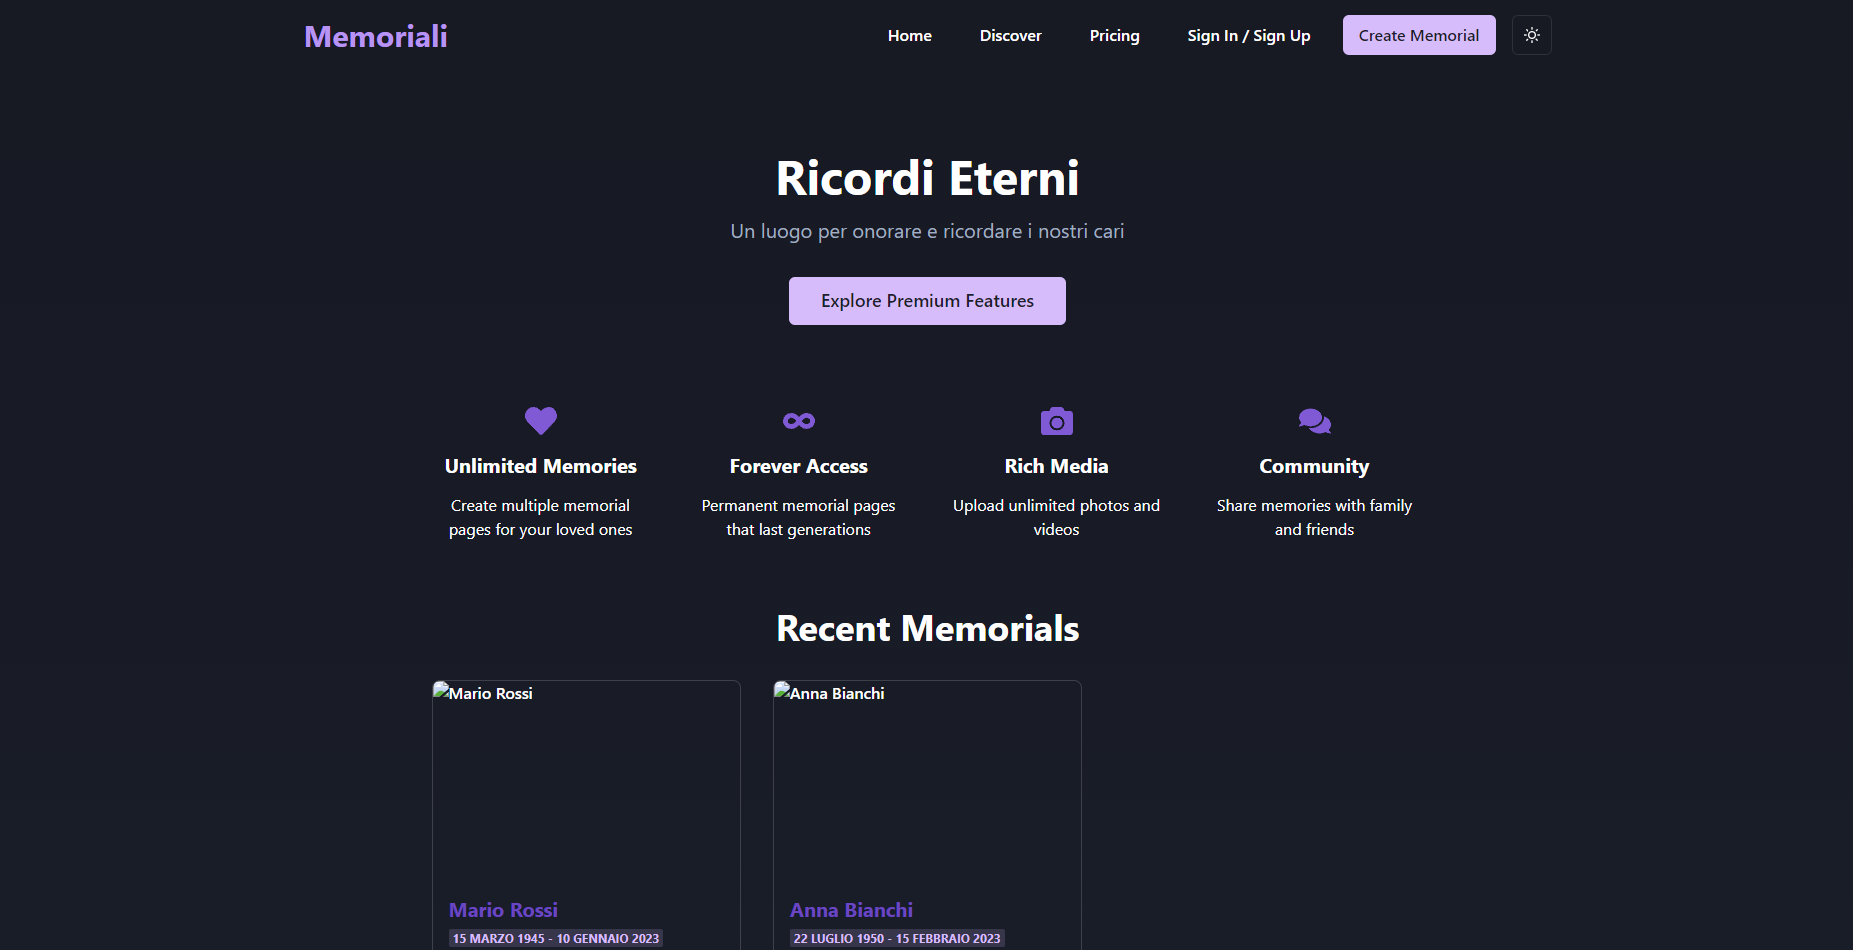 Memoriali
Home
Discover
Pricing
Sign In / Sign Up
Create Memorial
Ricordi Eterni
Un luogo per onorare e ricordare i nostri cari
Explore Premium Features
Unlimited Memories
Create multiple memorial
pages for your loved ones
Forever Access
Permanent memorial pages
that last generations
Rich Media
Upload unlimited photos and
videos
Community
Share memories with family
and friends
Recent Memorials
Mario Rossi
Mario Rossi
15 MARZO 1945 - 10 GENNAIO 2023
Anna Bianchi
Anna Bianchi
22 LUGLIO 1950 - 15 FEBBRAIO 2023